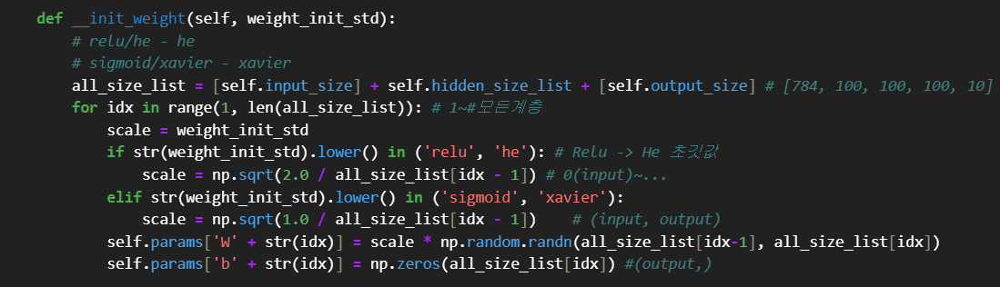 def __init_weight(self, weight_init_std):
# relu/he - he
# sigmoid/xavier - xavier
all_size_list = [self.input_size] + self.hidden_size_list + [self.output_size] # [784, 100, 100, 100, 10]
for idx in range(1, len(all_size_list)): # 1~#모든계층
scale = weight_init_std
if str(weight_init_std).lower() in ('relu', 'he'): # Relu -> He 초깃값
scale = np.sqrt(2.0 / all_size_list[idx - 1]) # 0(input)~...
elif str(weight_init_std).lower() in ('sigmoid', 'xavier'):
scale = np.sqrt(1.0 / all_size_list[idx - 1]) # (input, output)
self.params['W' + str(idx)] = scale * np.random.randn(all_size_list[idx-1], all_size_list[idx])
self.params['b' + str(idx)] = np.zeros(all_size_list[idx]) #(output,)